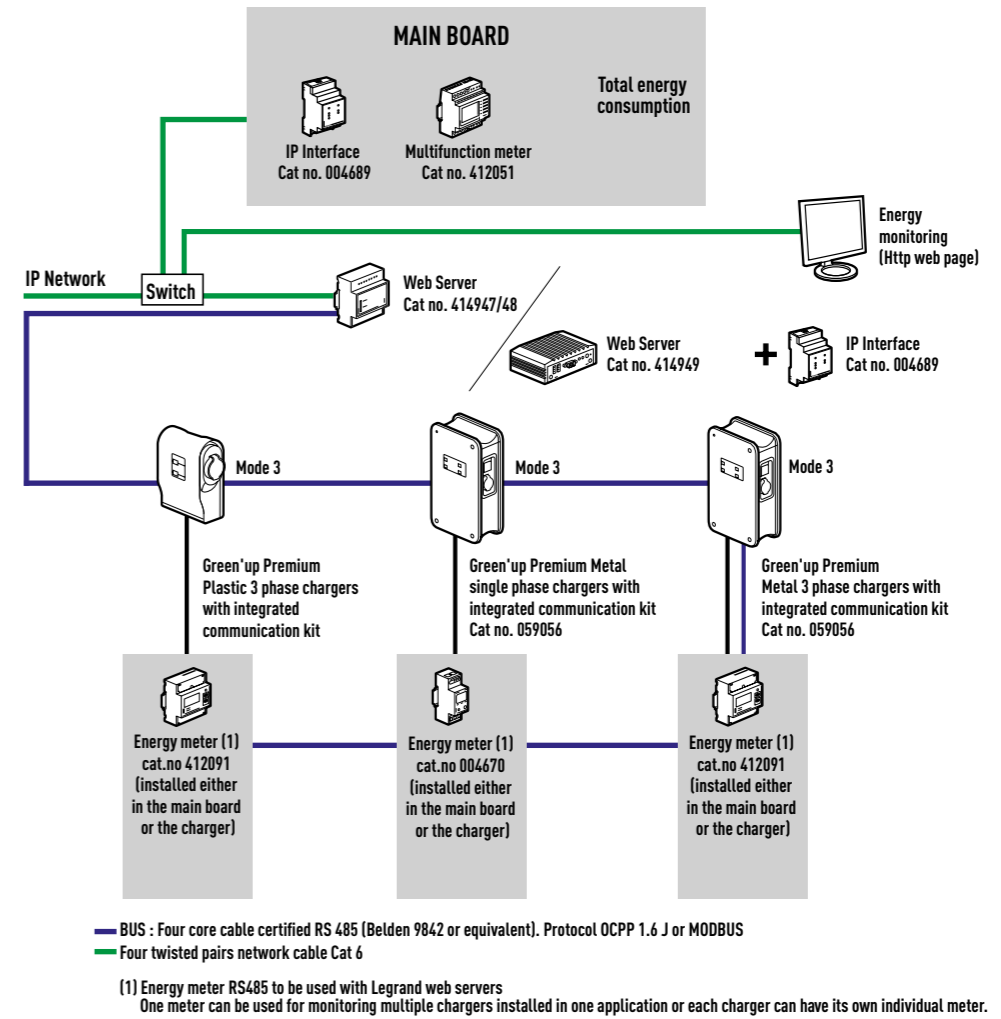 MAIN BOARD
IP Interface
Cat no. 004689
Multifunction meter
Cat no. 412051
Total energy
consumption
Energy
monitoring
(Http web page)
IP Network
Switch
Web Server
Cat no. 414947/48
Web Server
Cat no. 414949
+
IP Interface
Cat no. 004689
Mode 3
Mode 3
Mode 3
Green'up Premium
Plastic 3 phase chargers
with integrated
communication kit
Green'up Premium Metal
single phase chargers with
integrated communication kit
Cat no. 059056
Green'up Premium
Metal 3 phase chargers with
integrated communication kit
Cat no. 059056
Energy meter (1)
cat.no 412091
(installed either
in the main board
or the charger)
Energy meter (1)
cat.no 004670
(installed either
in the main board
or the charger)
Energy meter (1)
cat.no 412091
(installed either
in the main board
or the charger)
BUS : Four core cable certified RS 485 (Belden 9842 or equivalent). Protocol OCPP 1.6 J or MODBUS
Four twisted pairs network cable Cat 6
(1) Energy meter RS485 to be used with Legrand web servers
One meter can be used for monitoring multiple chargers installed in one application or each charger can have its own individual meter.